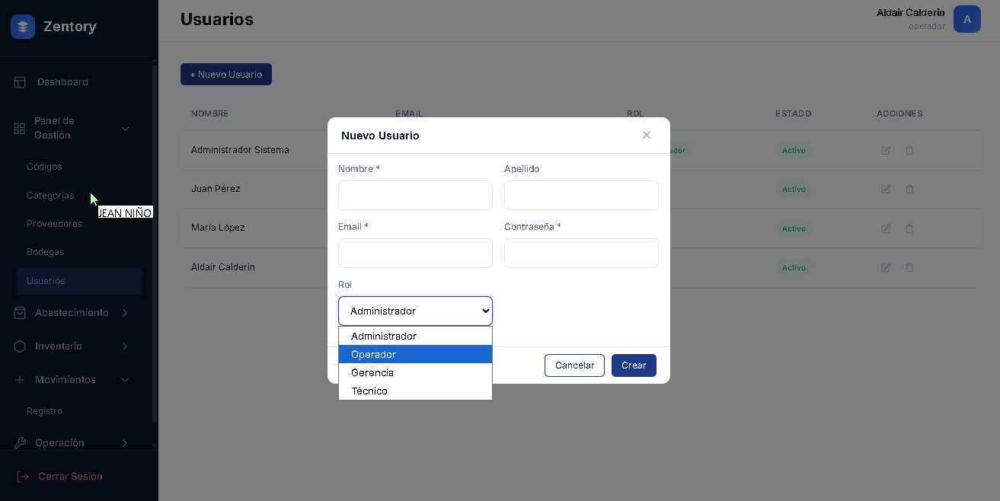 Zentory
Dashboard
Panel de
Gestión
Códigos
Categorías
JEAN NIÑO
Proveedores
Bodegas
Usuarios
Abastecimiento
Inventario
Movimientos
Registro
Operación
Cerrar Sesión
Usuarios
Aldair Calderin
operador
A
+ Nuevo Usuario
NOMBRE EMAIL ROL ESTADO ACCIONES
Administrador Sistema Activo
Juan Pérez Activo
María López Activo
Aldair Calderin Activo
Nuevo Usuario
Nombre * Apellido
Email * Contraseña *
Rol
Administrador
Administrador
Operador
Gerencia
Técnico
Cancelar Crear